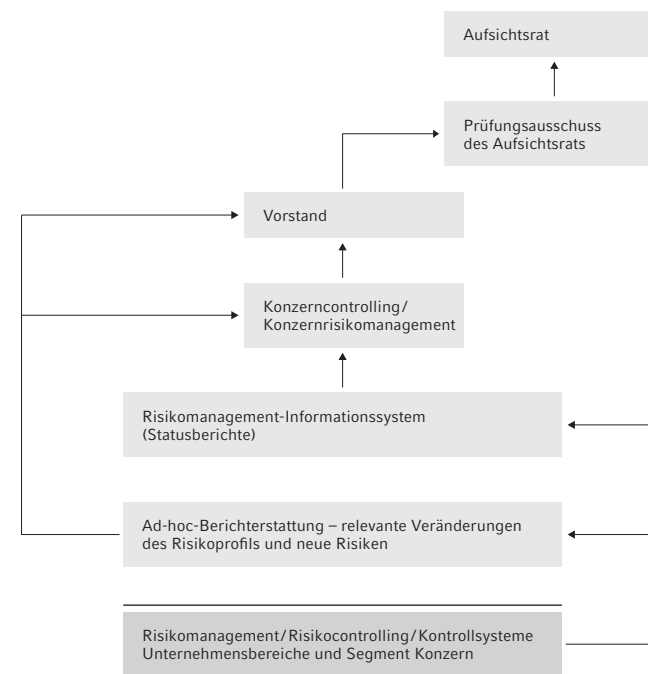 Aufsichtsrat
Prüfungsausschuss
des Aufsichtsrats
Vorstand
Konzerncontrolling/
Konzernrisikomanagement
Risikomanagement-Informationssystem
(Statusberichte)
Ad-hoc-Berichterstattung – relevante Veränderungen
des Risikoprofils und neue Risiken
Risikomanagement/Risikocontrolling/Kontrollsysteme
Unternehmensbereiche und Segment Konzern